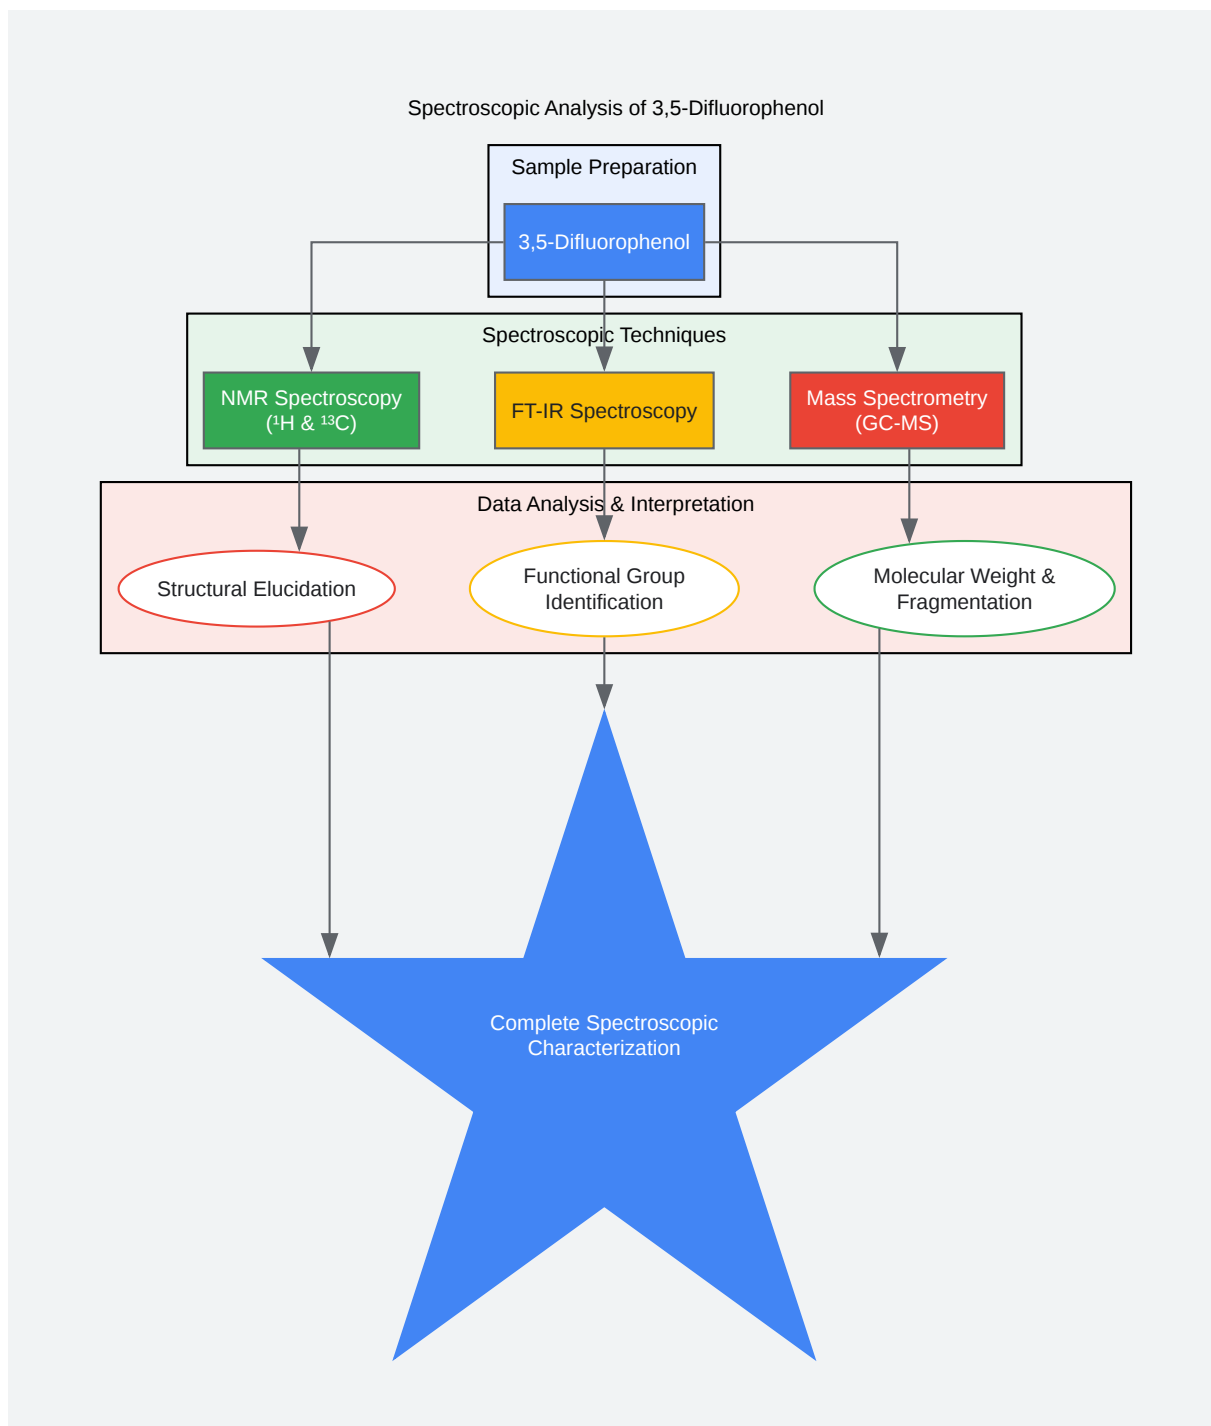 Spectroscopic Analysis of 3,5-Difluorophenol
Sample Preparation
3,5-Difluorophenol
Spectroscopic Techniques
NMR Spectroscopy
(¹H & ¹³C)
FT-IR Spectroscopy
Mass Spectrometry
(GC-MS)
Data Analysis & Interpretation
Structural Elucidation
Functional Group
Identification
Molecular Weight &
Fragmentation
Complete Spectroscopic
Characterization